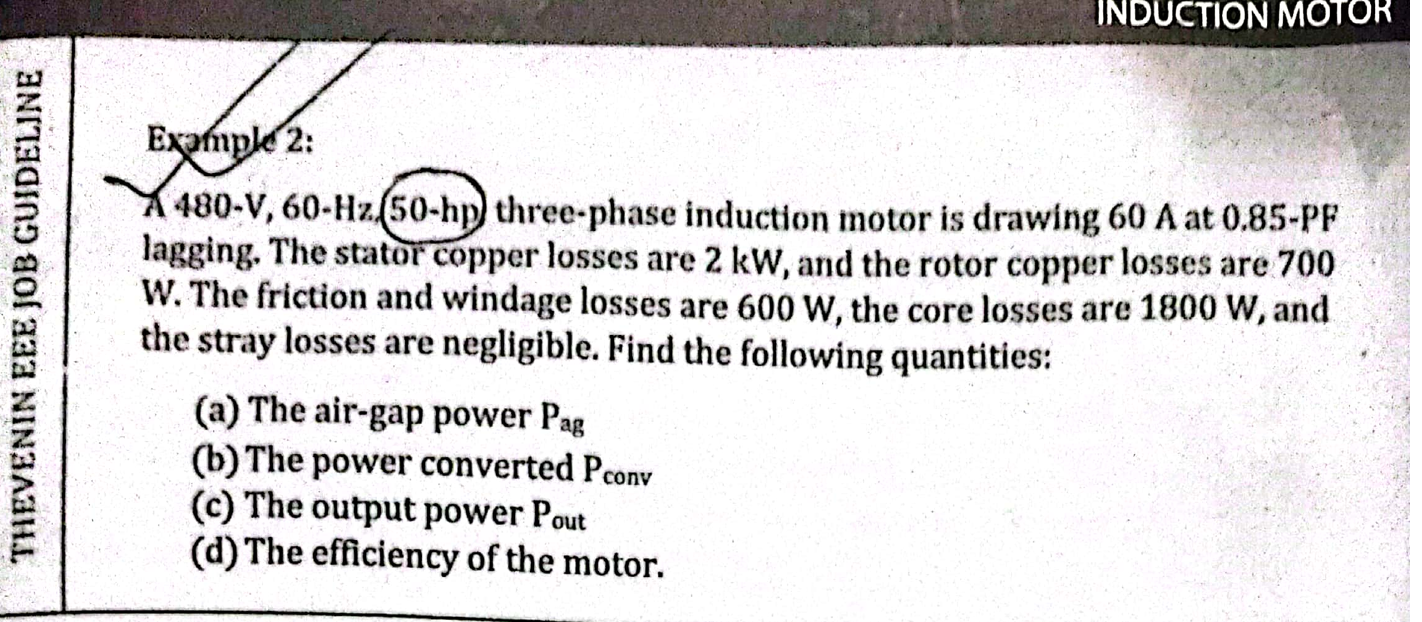 INDUCTION MOTOR
THEVENIN EEE JOB GUIDELINE
Example 2:
A 480-V, 60-Hz, 50-hp three-phase induction motor is drawing 60 A at 0.85-PF
lagging. The stator copper losses are 2 kW, and the rotor copper losses are 700
W. The friction and windage losses are 600 W, the core losses are 1800 W, and
the stray losses are negligible. Find the following quantities:
(a) The air-gap power Pag
(b) The power converted Pconv
(c) The output power Pout
(d) The efficiency of the motor.